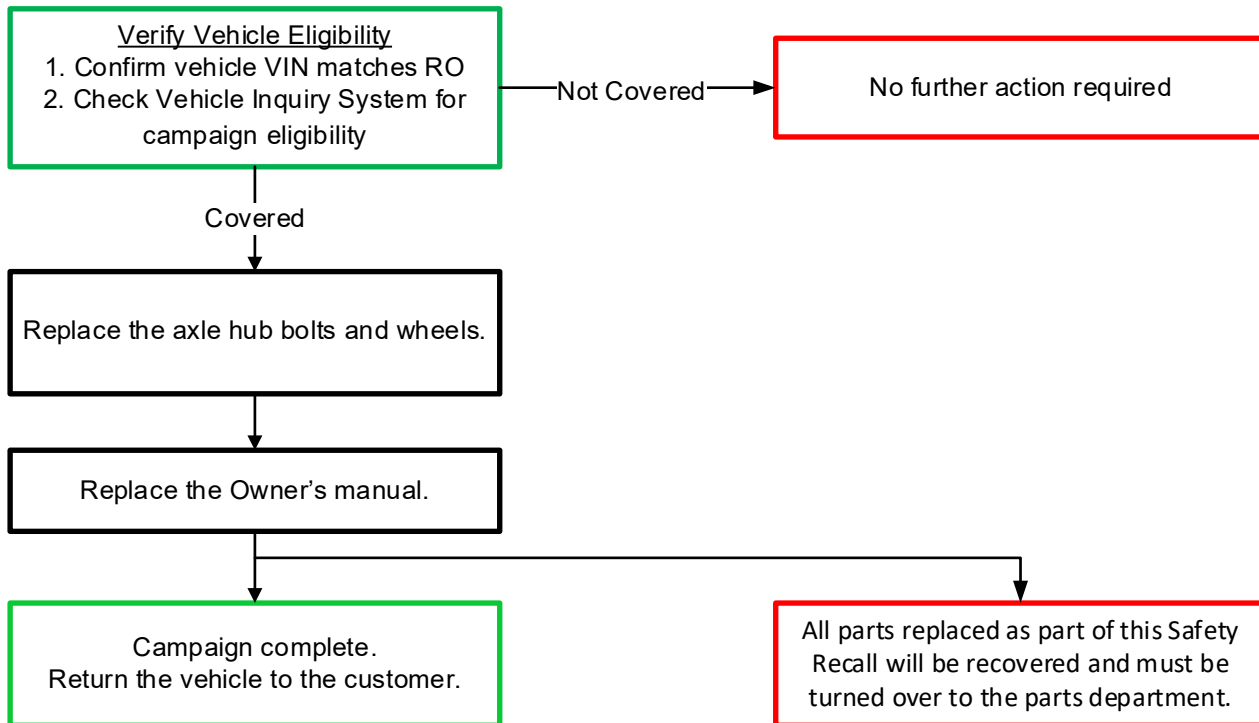 Verify Vehicle Eligibility
1. Confirm vehicle VIN matches RO
2. Check Vehicle Inquiry System for
campaign eligibility
Not Covered
No further action required
Covered
Replace the axle hub bolts and wheels.
Replace the Owner’s manual.
Campaign complete.
Return the vehicle to the customer.
All parts replaced as part of this Safety
Recall will be recovered and must be
turned over to the parts department.